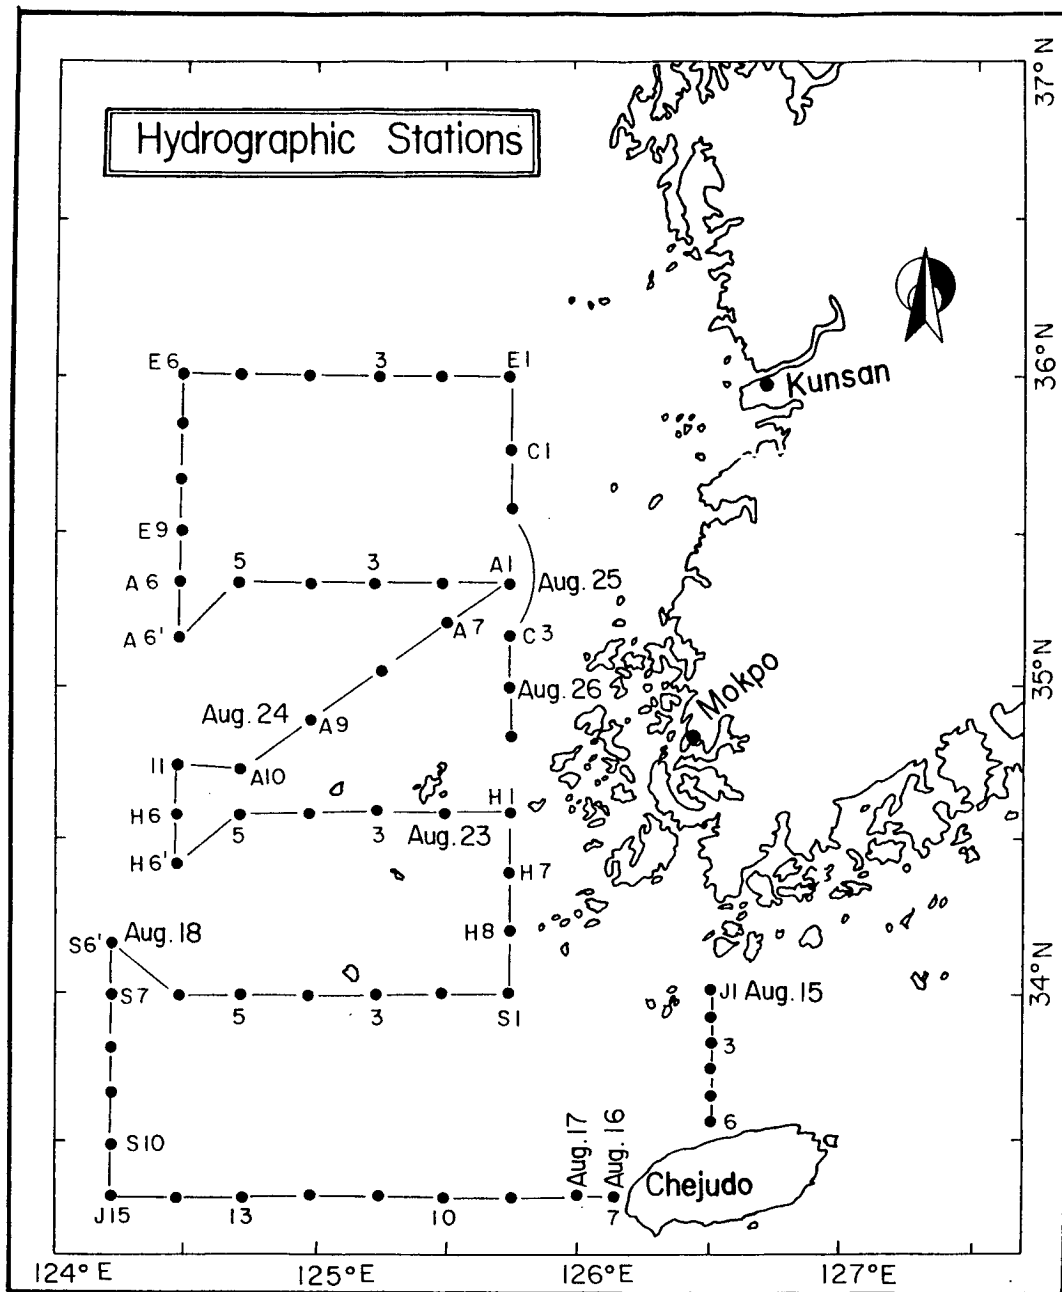 37°N
Hydrographic Stations
E6
3
E1
36°N
Kunsan
C1
E9
5
3
A1
A6
Aug. 25
A6'
A7
C3
35°N
Aug. 26
Mokpo
Aug. 24
A9
11
A10
H1
H6
5
3
Aug. 23
H6'
H7
Aug. 18
H8
S6'
34°N
S7
J1 Aug. 15
5
3
S1
3
6
S10
Aug. 17
Aug. 16
Chejudo
J15
13
10
7
124°E
125°E
126°E
127°E